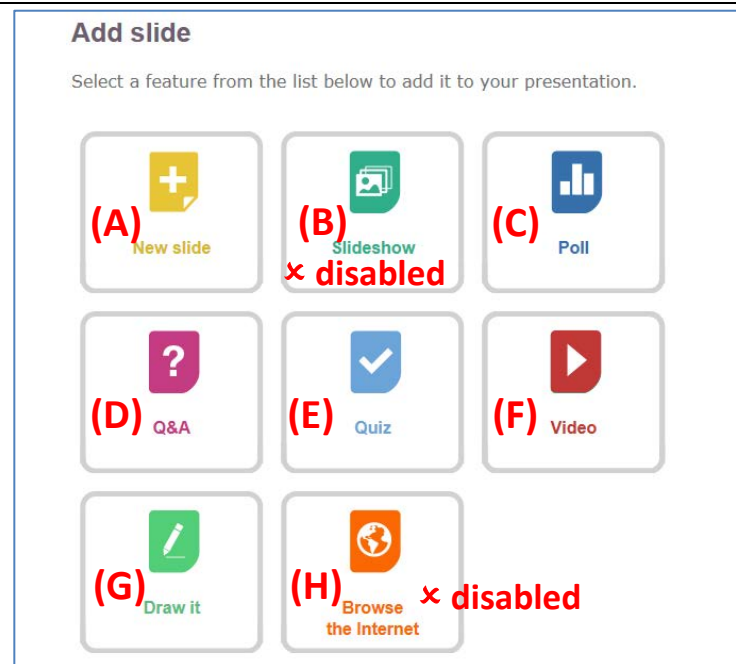 Add slide
Select a feature from the list below to add it to your presentation.
(A) (B) (C)
New slide Slideshow Poll
× disabled
?
(D) Q&A (E) Quiz (F) Video
(G) Draw it (H) Browse × disabled
the Internet